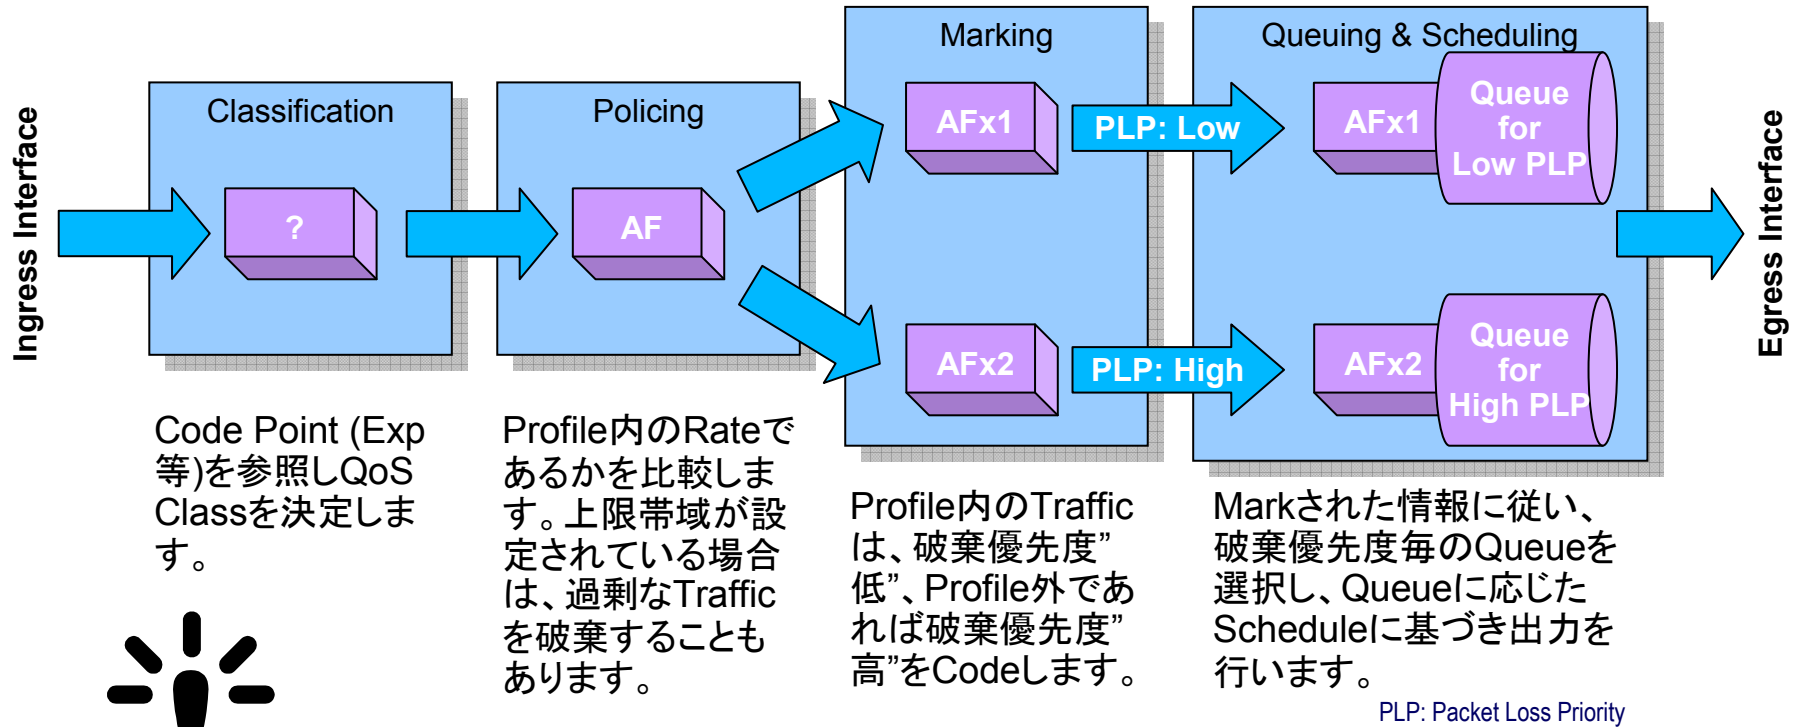 Ingress Interface
Classification
?
Code Point (Exp
等)を参照しQoS
Classを決定しま
す。
Policing
AF
Profile内のRateで
あるかを比較しま
す。上限帯域が設
定されている場合
は、過剰なTraffic
を破棄することも
あります。
Marking
AFx1
PLP: Low
AFx2
PLP: High
Profile内のTraffic
は、破棄優先度”
低”、Profile外であ
れば破棄優先度”
高”をCodeします。
Queuing & Scheduling
AFx1
Queue
for
Low PLP
AFx2
Queue
for
High PLP
Markされた情報に従い、
破棄優先度毎のQueueを
選択し、Queueに応じた
Scheduleに基づき出力を
行います。
Egress Interface
PLP: Packet Loss Priority